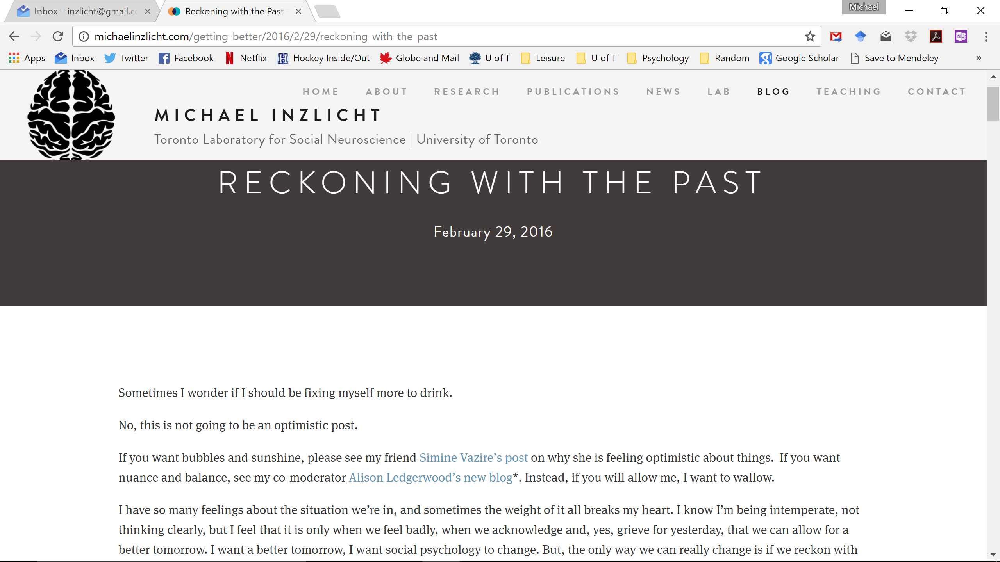 Michael
Inbox – inzlicht@gmail.co
Reckoning with the Past -
michaelinzlicht.com/getting-better/2016/2/29/reckoning-with-the-past
Apps Inbox Twitter Facebook Netflix Hockey Inside/Out Globe and Mail U of T Leisure U of T Psychology Random Google Scholar Save to Mendeley »
HOME ABOUT RESEARCH PUBLICATIONS NEWS LAB BLOG TEACHING CONTACT
MICHAEL INZLICHT
Toronto Laboratory for Social Neuroscience | University of Toronto
RECKONING WITH THE PAST
February 29, 2016
Sometimes I wonder if I should be fixing myself more to drink.
No, this is not going to be an optimistic post.
If you want bubbles and sunshine, please see my friend Simine Vazire’s post on why she is feeling optimistic about things.  If you want
nuance and balance, see my co-moderator Alison Ledgerwood’s new blog*. Instead, if you will allow me, I want to wallow.
I have so many feelings about the situation we’re in, and sometimes the weight of it all breaks my heart. I know I’m being intemperate, not
thinking clearly, but I feel that it is only when we feel badly, when we acknowledge and, yes, grieve for yesterday, that we can allow for a
better tomorrow. I want a better tomorrow, I want social psychology to change. But, the only way we can really change is if we reckon with